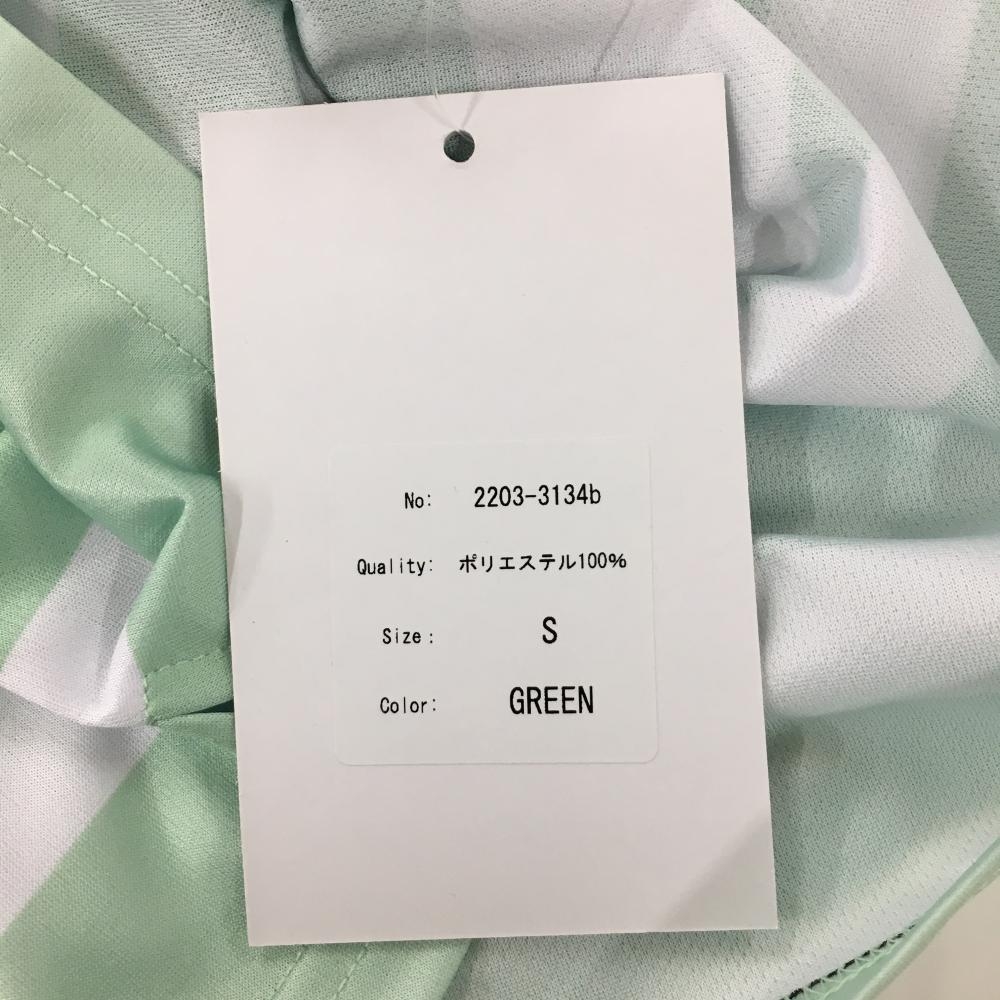 No: 2203-3134b
Quality: ポリエステル100%
Size: S
Color: GREEN